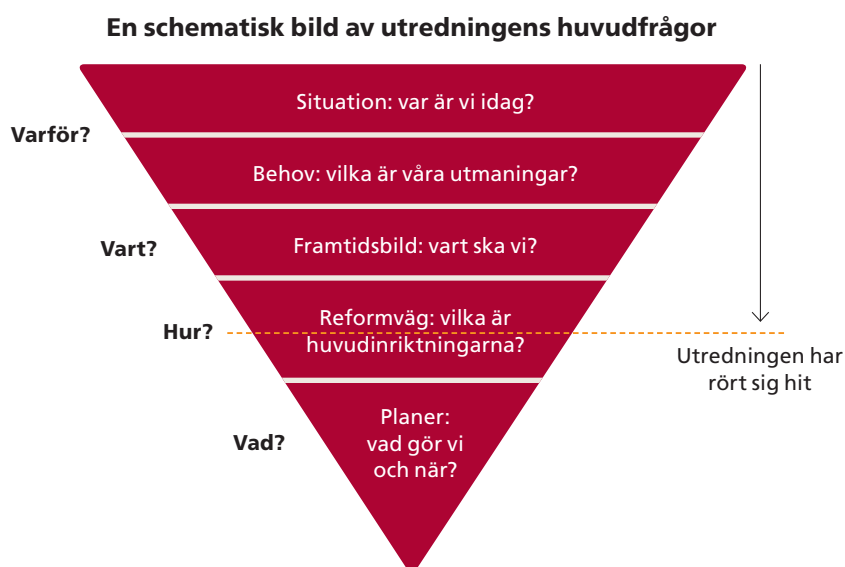 En schematisk bild av utredningens huvudfrågor
Situation: var är vi idag?
Varför?
Behov: vilka är våra utmaningar?
Vart?
Framtidsbild: vart ska vi?
Hur?
Reformväg: vilka är
huvudinriktningarna?
Utredningen har
rört sig hit
Vad?
Planer:
vad gör vi
och när?